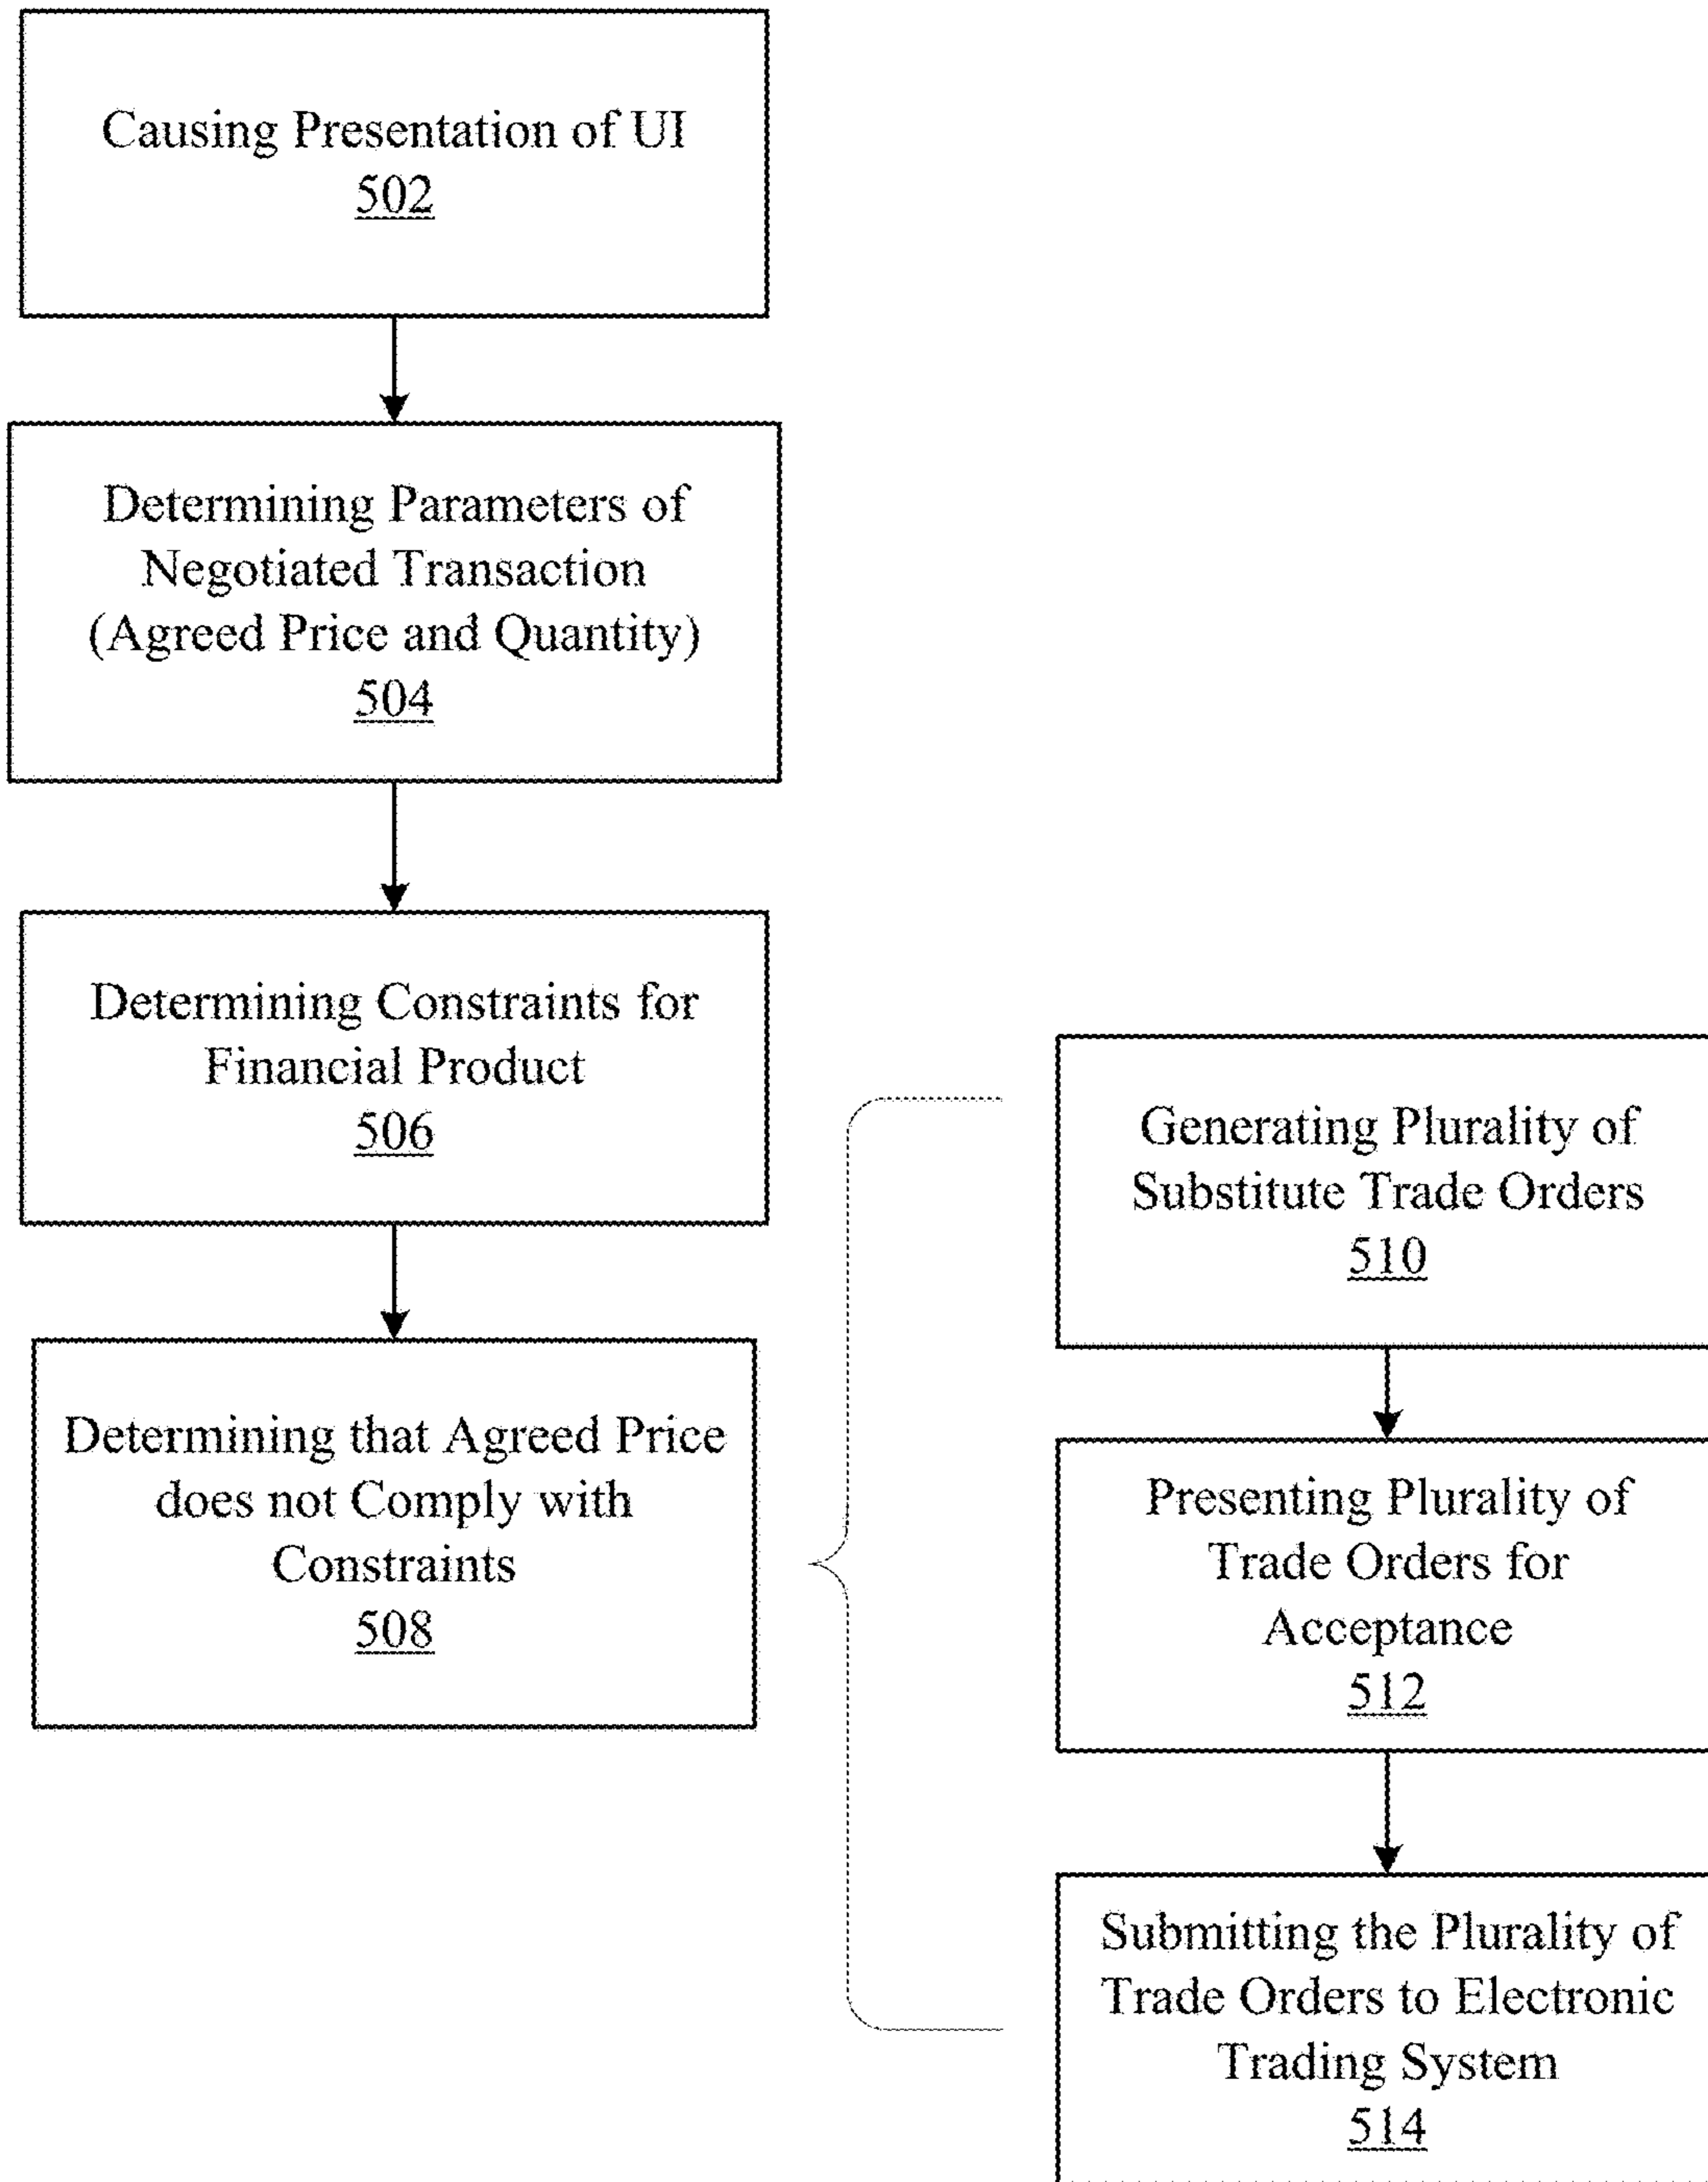 Causing Presentation of UI
502
Determining Parameters of
Negotiated Transaction
(Agreed Price and Quantity)
504
Determining Constraints for
Financial Product
506
Determining that Agreed Price
does not Comply with
Constraints
508
Generating Plurality of
Substitute Trade Orders
510
Presenting Plurality of
Trade Orders for
Acceptance
512
Submitting the Plurality of
Trade Orders to Electronic
Trading System
514